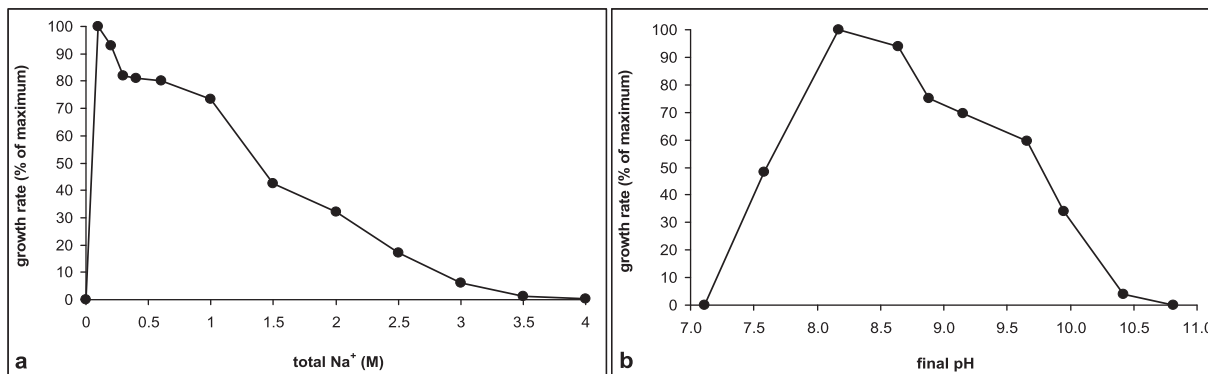 growth rate (% of maximum)
100
90
80
70
60
50
40
30
20
10
0
0 0.5 1 1.5 2 2.5 3 3.5 4
total Na⁺ (M)
a
growth rate (% of maximum)
100
90
80
70
60
50
40
30
20
10
0
7.0 7.5 8.0 8.5 9.0 9.5 10.0 10.5 11.0
final pH
b